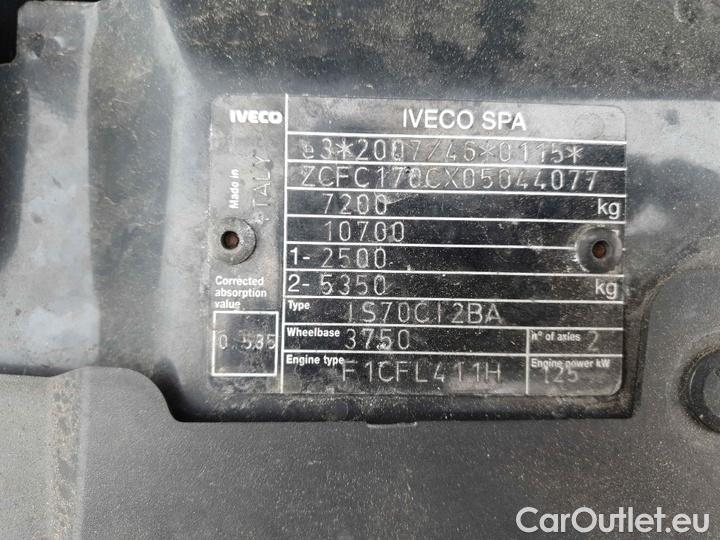 IVECO
IVECO SPA
e3*2007/46*0115*
ZCFC170CX05044077
7200 kg
10700
1- 2500
2- 5350 kg
Made in
ITALY
Corrected
absorption
value
0.535
Type IS70CI2BA
Wheelbase 3750 n° of axles 2
Engine type F1CFL411H Engine power kW 125
CarOutlet.eu